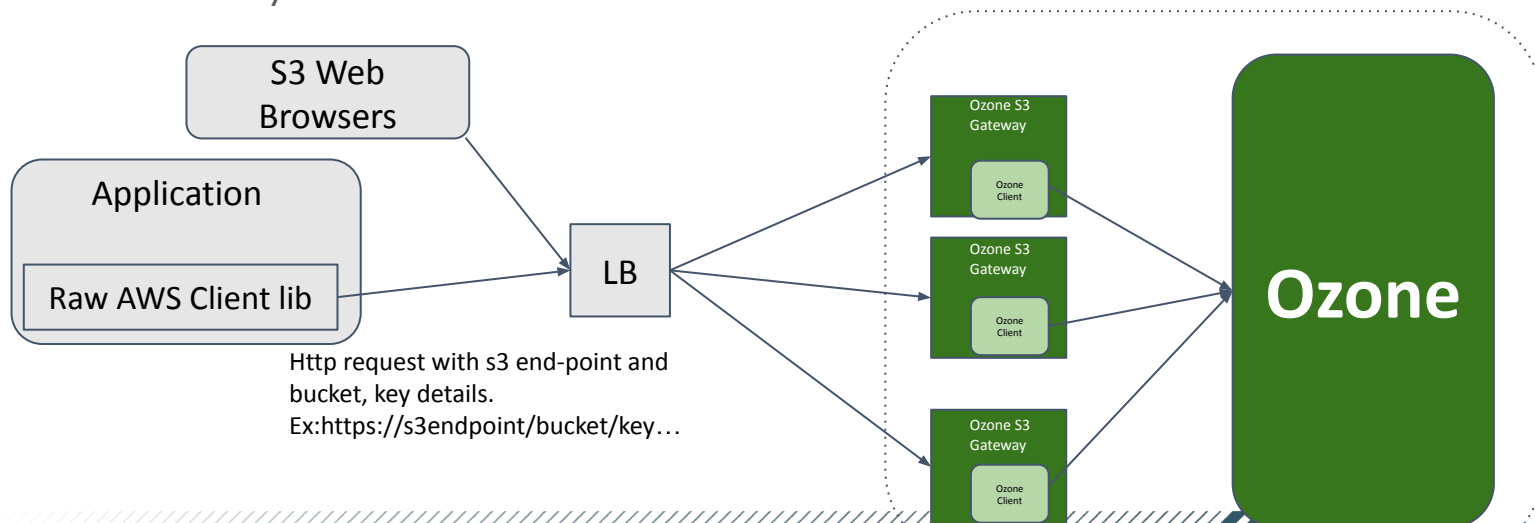 S3 Web
Browsers
Application
Raw AWS Client lib
LB
Http request with s3 end-point and
bucket, key details.
Ex:https://s3endpoint/bucket/key…
Ozone S3
Gateway
Ozone
Client
Ozone S3
Gateway
Ozone
Client
Ozone S3
Gateway
Ozone
Client
Ozone